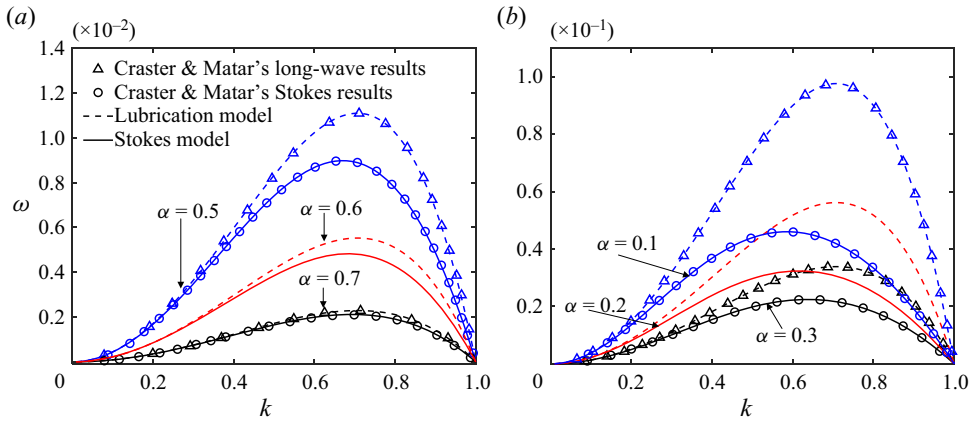 (a)
(×10⁻²)
1.4
1.2
1.0
0.8
0.6
0.4
0.2
ω
△ Craster & Matar's long-wave results
○ Craster & Matar's Stokes results
Lubrication model
Stokes model
α = 0.5
α = 0.6
α = 0.7
0
0.2
0.4
0.6
0.8
1.0
k
(b)
(×10⁻¹)
1.0
0.8
0.6
0.4
0.2
α = 0.1
α = 0.2
α = 0.3
0
0.2
0.4
0.6
0.8
1.0
k